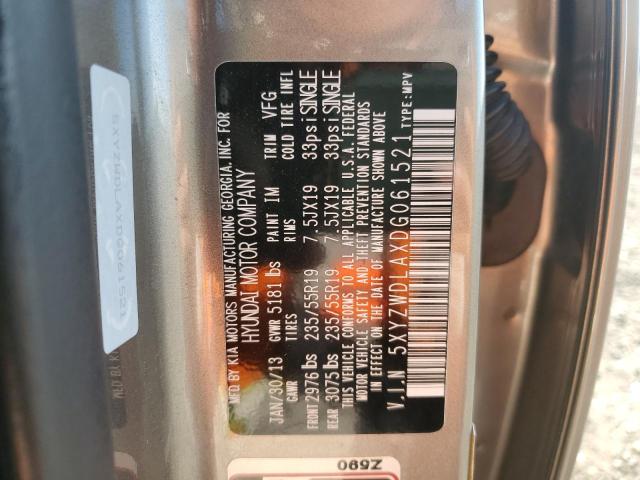 MFD. BY KIA MOTORS MANUFACTURING GEORGIA, INC. FOR
HYUNDAI MOTOR COMPANY
JAN/30/13 GVWR 5181 lbs PAINT IM TRIM VFG
GAWR TIRES RIMS COLD TIRE INFL
FRONT 2976 lbs 235/55R19 7.5JX19 33psi SINGLE
REAR 3075 lbs 235/55R19 7.5JX19 33psi SINGLE
THIS VEHICLE CONFORMS TO ALL APPLICABLE U.S.A. FEDERAL
MOTOR VEHICLE SAFETY, BUMPER, AND THEFT PREVENTION STANDARDS
IN EFFECT ON THE DATE OF MANUFACTURE SHOWN ABOVE
V.I.N 5XYZWDLAXDG061521 TYPE:MPV
5XYZWDLAXDG061521
Z590